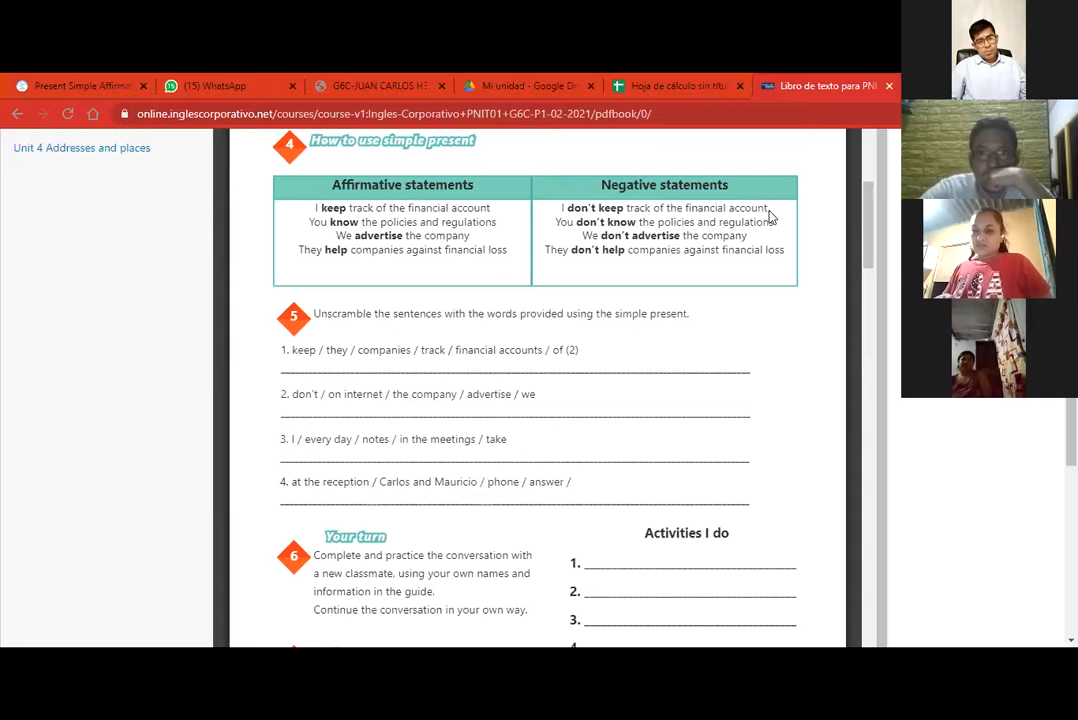 Present Simple Affirma
(15) WhatsApp
G6C-JUAN CARLOS HE
Mi unidad - Google Dr
Hoja de cálculo sin títu
Libro de texto para PNI
online.inglescorporativo.net/courses/course-v1:Ingles-Corporativo+PNIT01+G6C-P1-02-2021/pdfbook/0/
Unit 4 Addresses and places
4 How to use simple present
Affirmative statements
I keep track of the financial account
You know the policies and regulations
We advertise the company
They help companies against financial loss
Negative statements
I don't keep track of the financial account
You don't know the policies and regulations
We don't advertise the company
They don't help companies against financial loss
5 Unscramble the sentences with the words provided using the simple present.
1. keep / they / companies / track / financial accounts / of (2)
2. don't / on internet / the company / advertise / we
3. I / every day / notes / in the meetings / take
4. at the reception / Carlos and Mauricio / phone / answer /
Your turn
6 Complete and practice the conversation with
a new classmate, using your own names and
information in the guide.
Continue the conversation in your own way.
Activities I do
1.
2.
3.